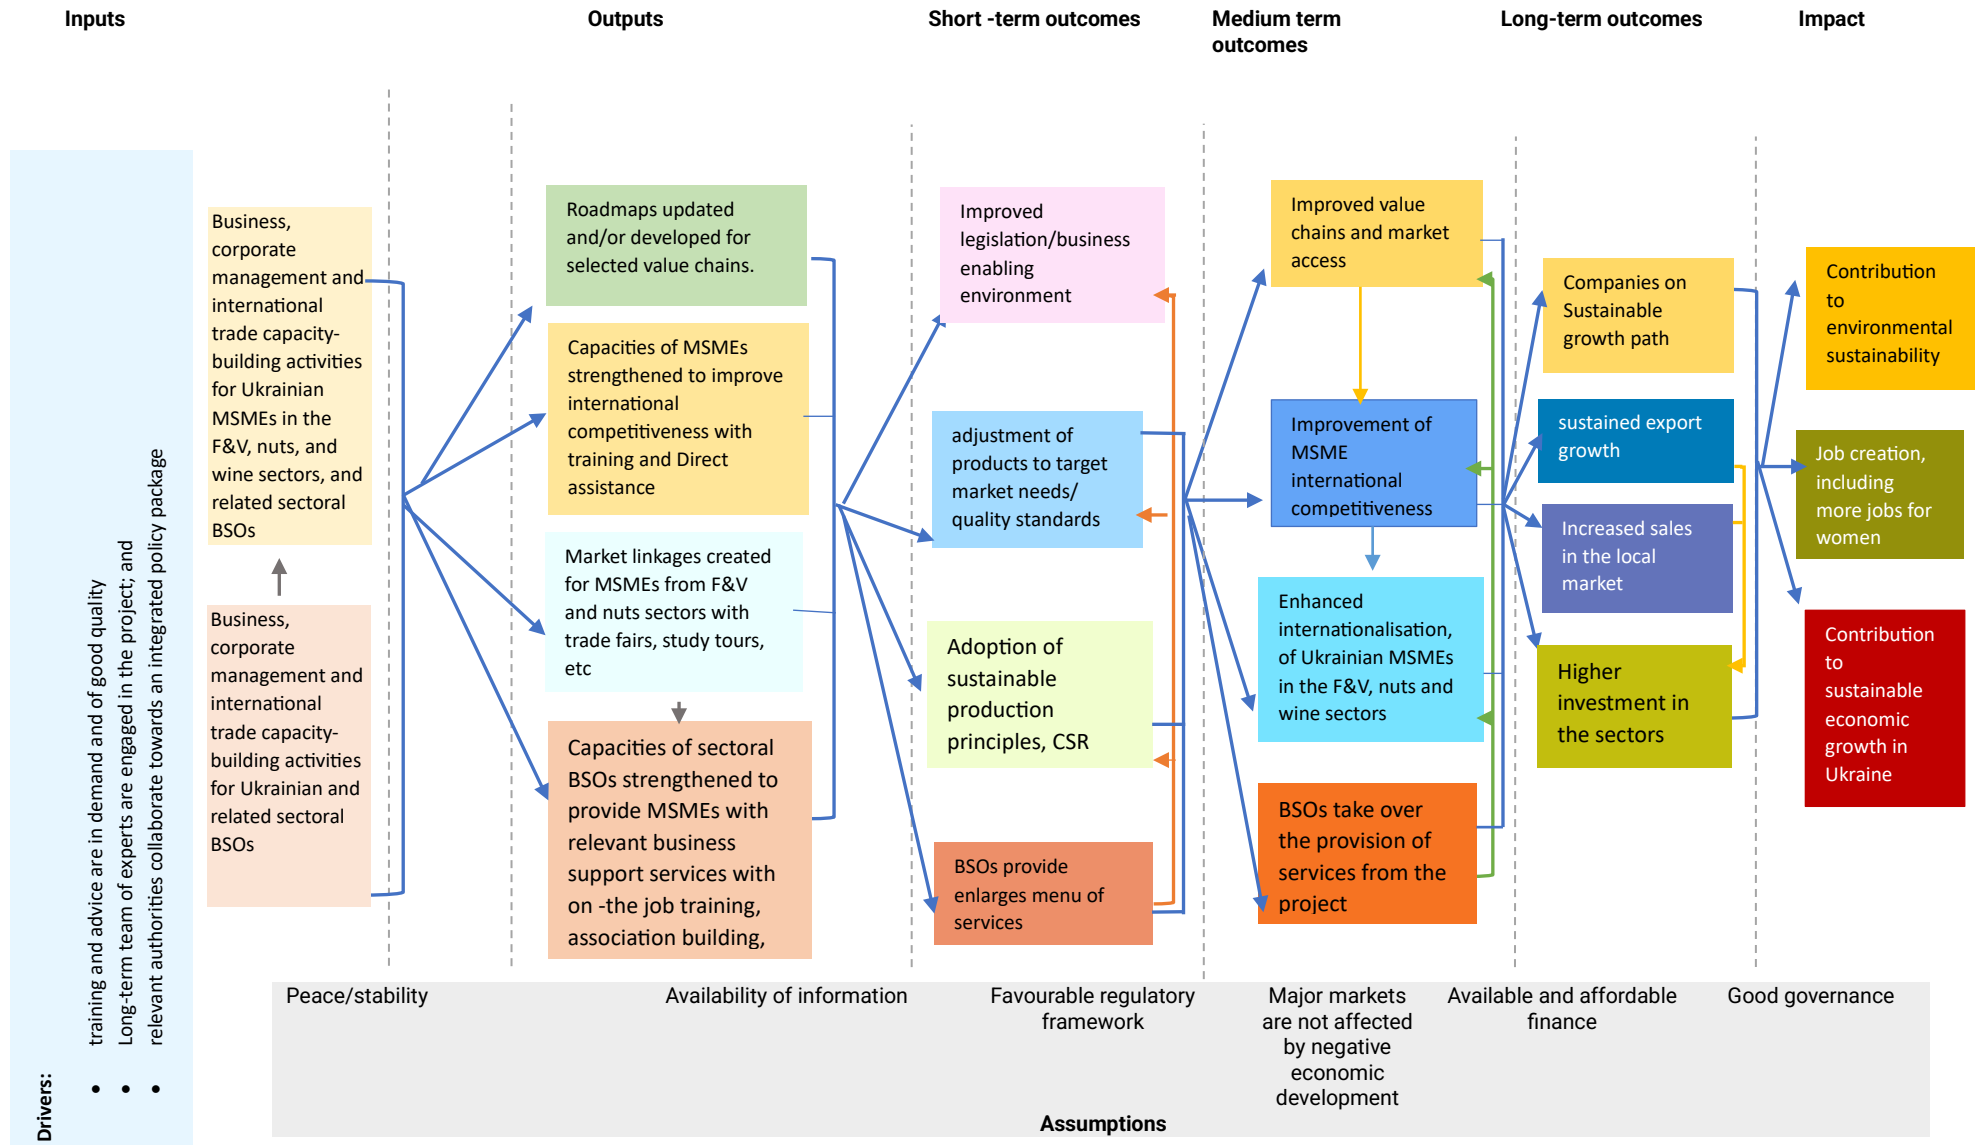 Inputs
Outputs
Short -term outcomes
Medium term
outcomes
Long-term outcomes
Impact
Drivers:
• training and advice are in demand and of good quality
• Long-term team of experts are engaged in the project; and
• relevant authorities collaborate towards an integrated policy package
Business,
corporate
management and
international
trade capacity-
building activities
for Ukrainian
MSMEs in the
F&V, nuts, and
wine sectors, and
related sectoral
BSOs
Business,
corporate
management and
international
trade capacity-
building activities
for Ukrainian and
related sectoral
BSOs
Roadmaps updated
and/or developed for
selected value chains.
Capacities of MSMEs
strengthened to improve
international
competitiveness with
training and Direct
assistance
Market linkages created
for MSMEs from F&V
and nuts sectors with
trade fairs, study tours,
etc
Capacities of sectoral
BSOs strengthened to
provide MSMEs with
relevant business
support services with
on -the job training,
association building,
Improved
legislation/business
enabling
environment
adjustment of
products to target
market needs/
quality standards
Adoption of
sustainable
production
principles, CSR
BSOs provide
enlarges menu of
services
Improved value
chains and market
access
Improvement of
MSME
international
competitiveness
Enhanced
internationalisation,
of Ukrainian MSMEs
in the F&V, nuts and
wine sectors
BSOs take over
the provision of
services from the
project
Companies on
Sustainable
growth path
sustained export
growth
Increased sales
in the local
market
Higher
investment in
the sectors
Contribution
to
environmental
sustainability
Job creation,
including
more jobs for
women
Contribution
to
sustainable
economic
growth in
Ukraine
Peace/stability
Availability of information
Favourable regulatory
framework
Major markets
are not affected
by negative
economic
development
Available and affordable
finance
Good governance
Assumptions